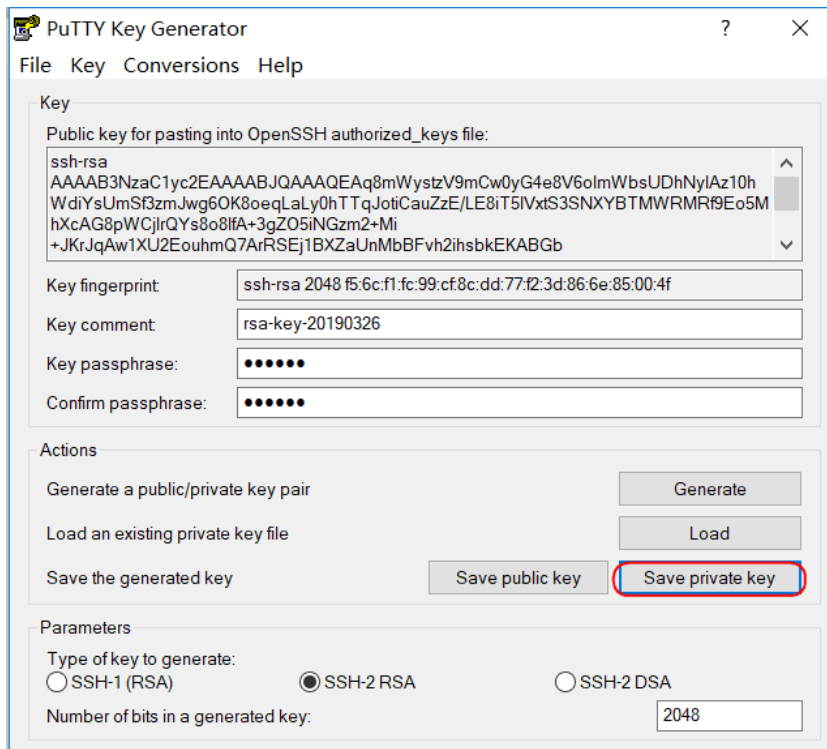 PuTTY Key Generator
File Key Conversions Help
Key
Public key for pasting into OpenSSH authorized_keys file:
ssh-rsa
AAAAB3NzaC1yc2EAAAABJQAAAQEAq8mWystzV9mCw0yG4e8V6olmWbsUDhNylAz10h
WdiYsUmSf3zmJwg6OK8oeqLaLy0hTTqJotiCauZzE/LE8iT5lVxtS3SNXYBTMWRMRf9Eo5M
hXcAG8pWCjlrQYs8o8lfA+3gZO5iNGzm2+Mi
+JKrJqAw1XU2EouhmQ7ArRSEj1BXZaUnMbBFvh2ihsbkEKABGb
Key fingerprint: ssh-rsa 2048 f5:6c:f1:fc:99:cf:8c:dd:77:f2:3d:86:6e:85:00:4f
Key comment: rsa-key-20190326
Key passphrase: ●●●●●●
Confirm passphrase: ●●●●●●
Actions
Generate a public/private key pair Generate
Load an existing private key file Load
Save the generated key Save public key Save private key
Parameters
Type of key to generate:
SSH-1 (RSA) SSH-2 RSA SSH-2 DSA
Number of bits in a generated key: 2048